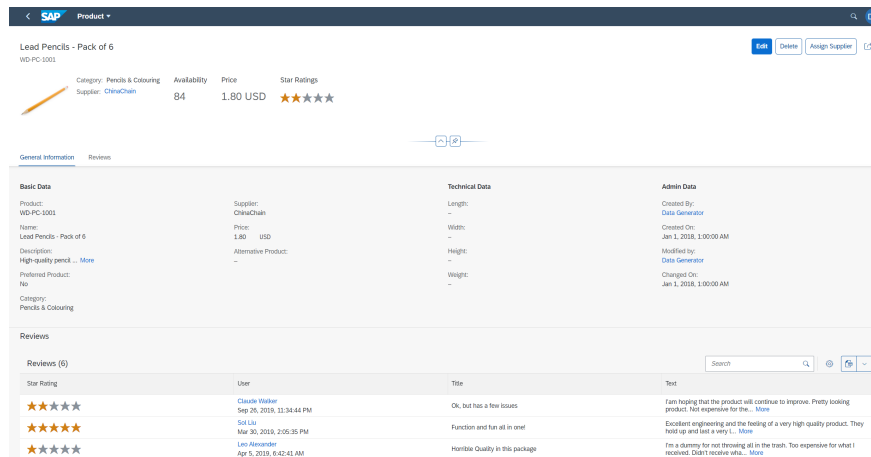 SAP Product
Lead Pencils - Pack of 6
WD-PC-1001
Edit Delete Assign Supplier
Category: Pencils & Colouring
Supplier: ChinaChain
Availability
84
Price
1.80 USD
Star Ratings
General Information Reviews
Basic Data
Product:
WD-PC-1001
Name:
Lead Pencils - Pack of 6
Description:
High-quality pencil ... More
Preferred Product:
No
Category:
Pencils & Colouring
Supplier:
ChinaChain
Price:
1.80 USD
Alternative Product:
–
Technical Data
Length:
–
Width:
–
Height:
–
Weight:
–
Admin Data
Created By:
Data Generator
Created On:
Jan 1, 2018, 1:00:00 AM
Modified by:
Data Generator
Changed On:
Jan 1, 2018, 1:00:00 AM
Reviews
Reviews (6)
Search
Star Rating User Title Text
Claude Walker
Sep 26, 2019, 11:34:44 PM
Ok, but has a few issues
I'm hoping that the product will continue to improve. Pretty looking
product. Not expensive for the... More
Sol Liu
Mar 30, 2019, 2:05:35 PM
Function and fun all in one!
Excellent engineering and the feeling of a very high quality product. They
hold up and last a very l... More
Leo Alexander
Apr 5, 2019, 6:42:41 AM
Horrible Quality in this package
I'm a dummy for not throwing all in the trash. Too expensive for what I
received. Didn't receive wha... More